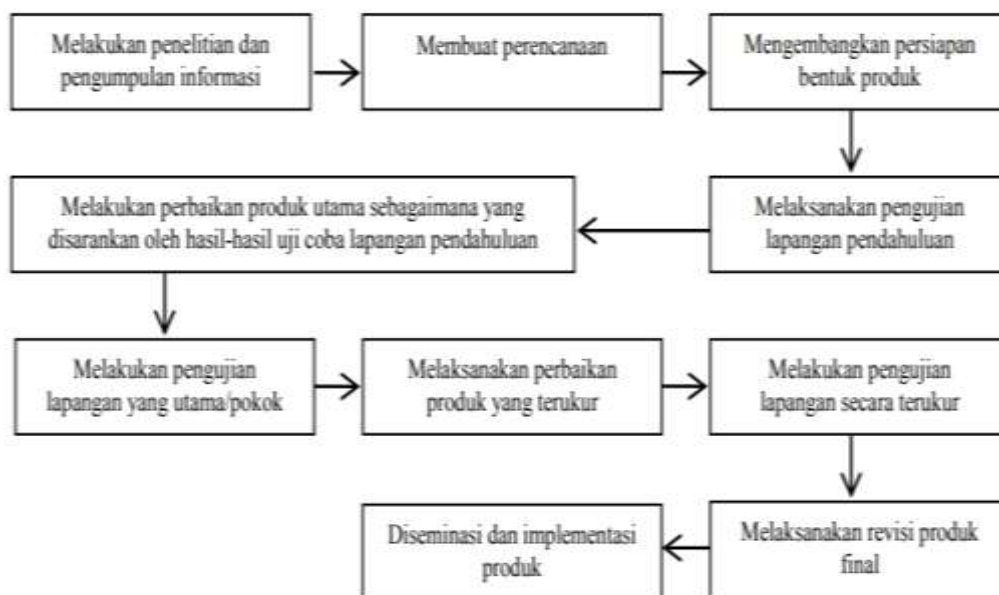 Melakukan penelitian dan
pengumpulan informasi
Membuat perencanaan
Mengembangkan persiapan
bentuk produk
Melaksanakan pengujian
lapangan pendahuluan
Melakukan perbaikan produk utama sebagaimana yang
disarankan oleh hasil-hasil uji coba lapangan pendahuluan
Melakukan pengujian
lapangan yang utama/pokok
Melaksanakan perbaikan
produk yang terukur
Melakukan pengujian
lapangan secara terukur
Melaksanakan revisi produk
final
Diseminasi dan implementasi
produk